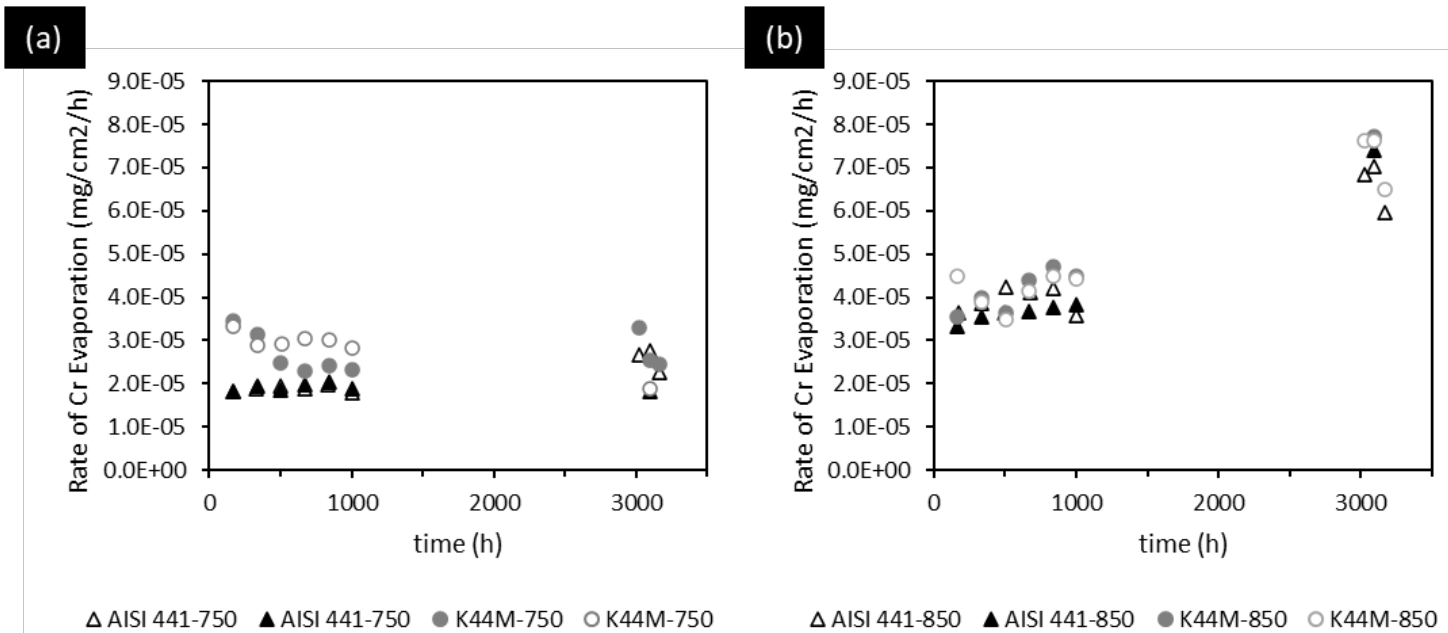 (a)
Rate of Cr Evaporation (mg/cm2/h)
9.0E-05
8.0E-05
7.0E-05
6.0E-05
5.0E-05
4.0E-05
3.0E-05
2.0E-05
1.0E-05
0.0E+00
0 1000 2000 3000
time (h)
AISI 441-750 AISI 441-750 K44M-750 K44M-750
(b)
Rate of Cr Evaporation (mg/cm2/h)
9.0E-05
8.0E-05
7.0E-05
6.0E-05
5.0E-05
4.0E-05
3.0E-05
2.0E-05
1.0E-05
0.0E+00
0 1000 2000 3000
time (h)
AISI 441-850 AISI 441-850 K44M-850 K44M-850